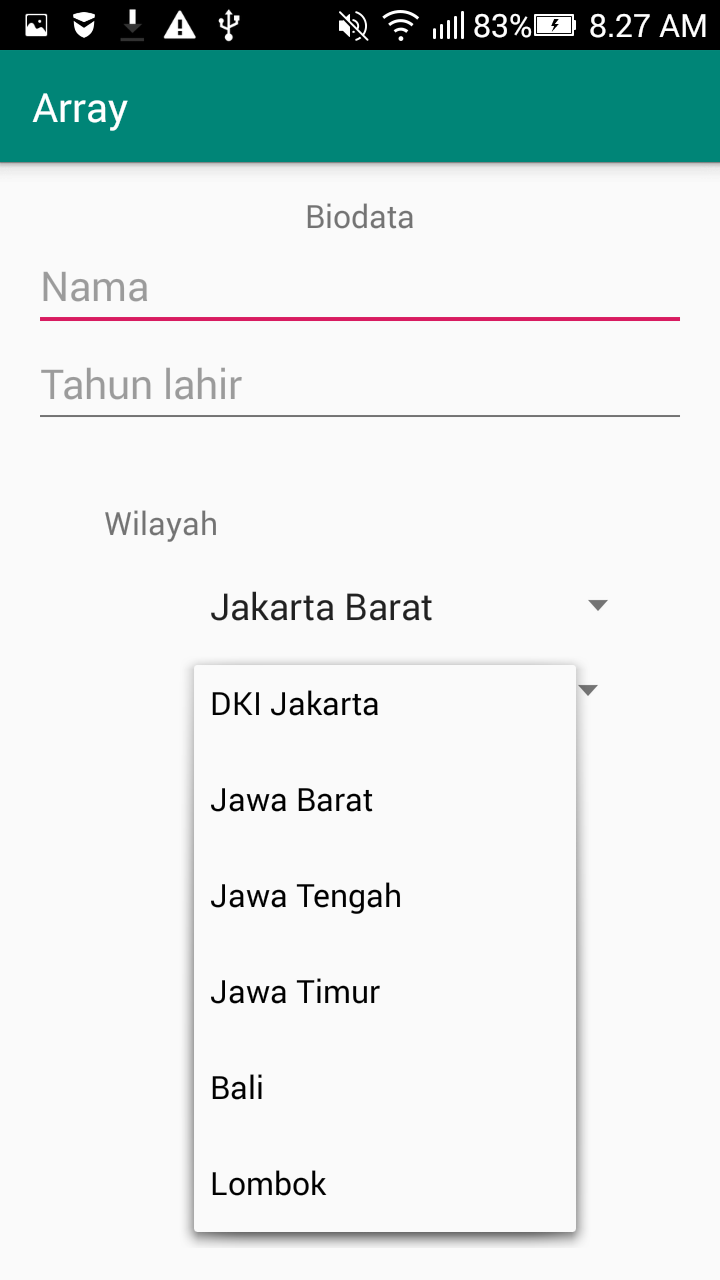 83% 8.27 AM
Array
Biodata
Nama
Tahun lahir
Wilayah
Jakarta Barat
DKI Jakarta
Jawa Barat
Jawa Tengah
Jawa Timur
Bali
Lombok